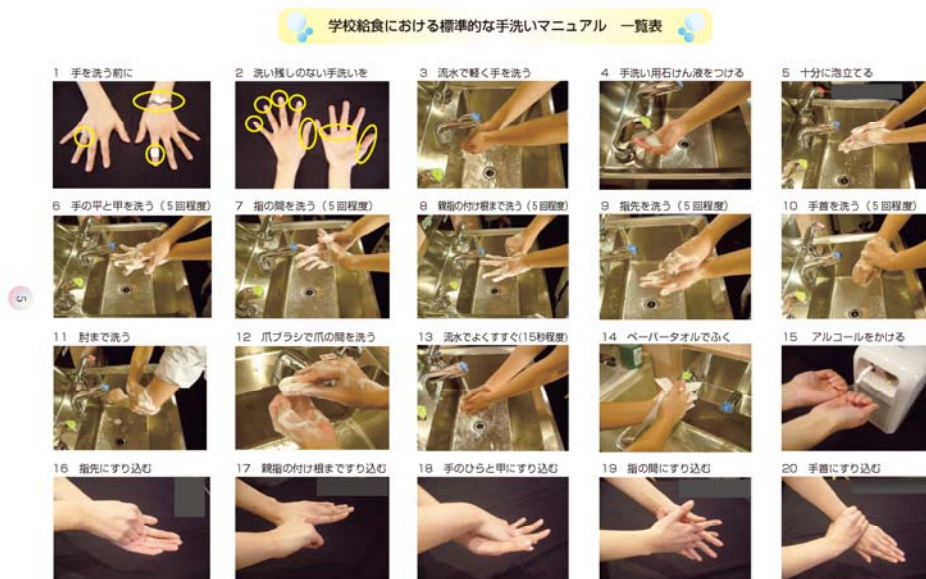 学校給食における標準的な手洗いマニュアル　一覧表
1　手を洗う前に
2　洗い残しのない手洗いを
3　流水で軽く手を洗う
4　手洗い用石けん液をつける
5　十分に泡立てる
6　手の平と甲を洗う（5回程度）
7　指の間を洗う（5回程度）
8　親指の付け根まで洗う（5回程度）
9　指先を洗う（5回程度）
10　手首を洗う（5回程度）
5
11　肘まで洗う
12　爪ブラシで爪の間を洗う
13　流水でよくすすぐ(15秒程度)
14　ペーパータオルでふく
15　アルコールをかける
16　指先にすり込む
17　親指の付け根まですり込む
18　手のひらと甲にすり込む
19　指の間にすり込む
20　手首にすり込む